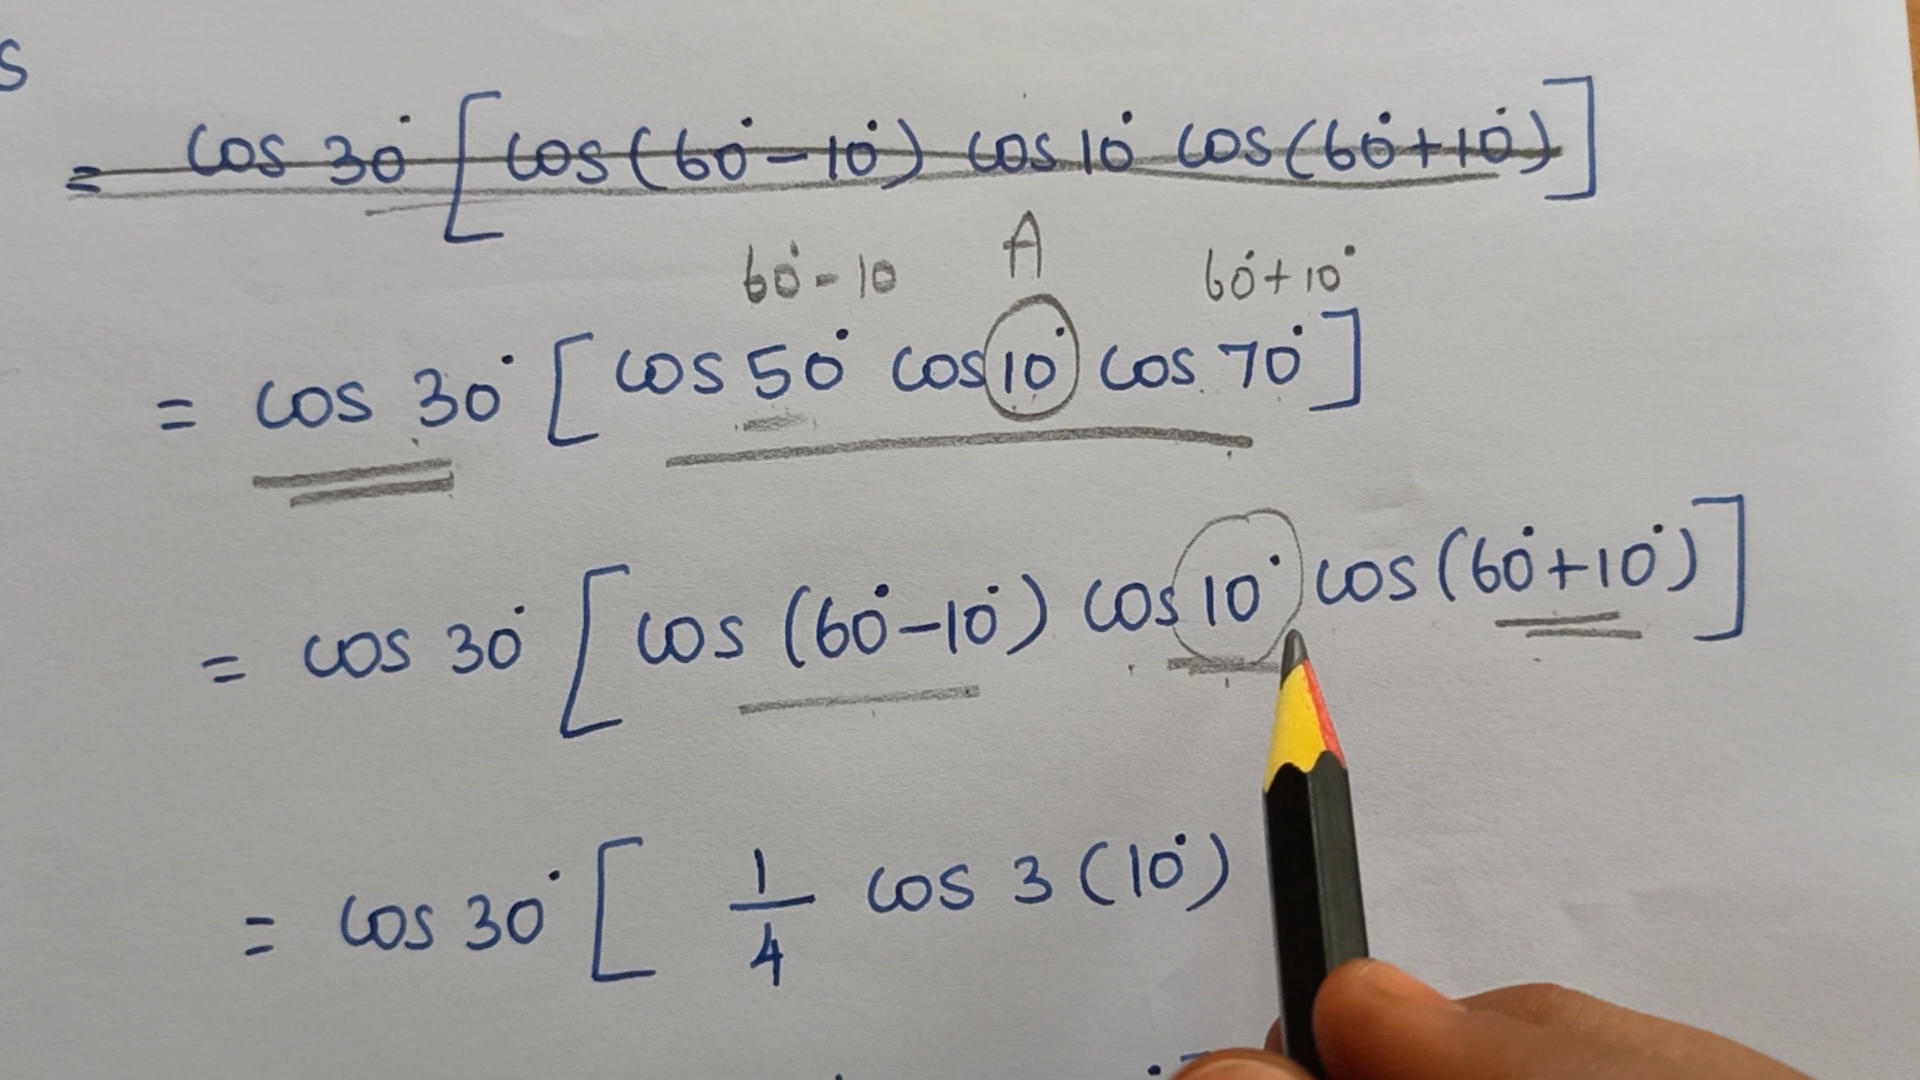 s
= cos 30° [cos(60°-10°) cos 10° cos(60°+10°)]
60°-10 A 60°+10°
= cos 30° [cos 50° cos 10° cos 70°]
= cos 30° [cos (60°-10°) cos 10° cos (60°+10°)]
= cos 30° [ 1/4 cos 3 (10°)